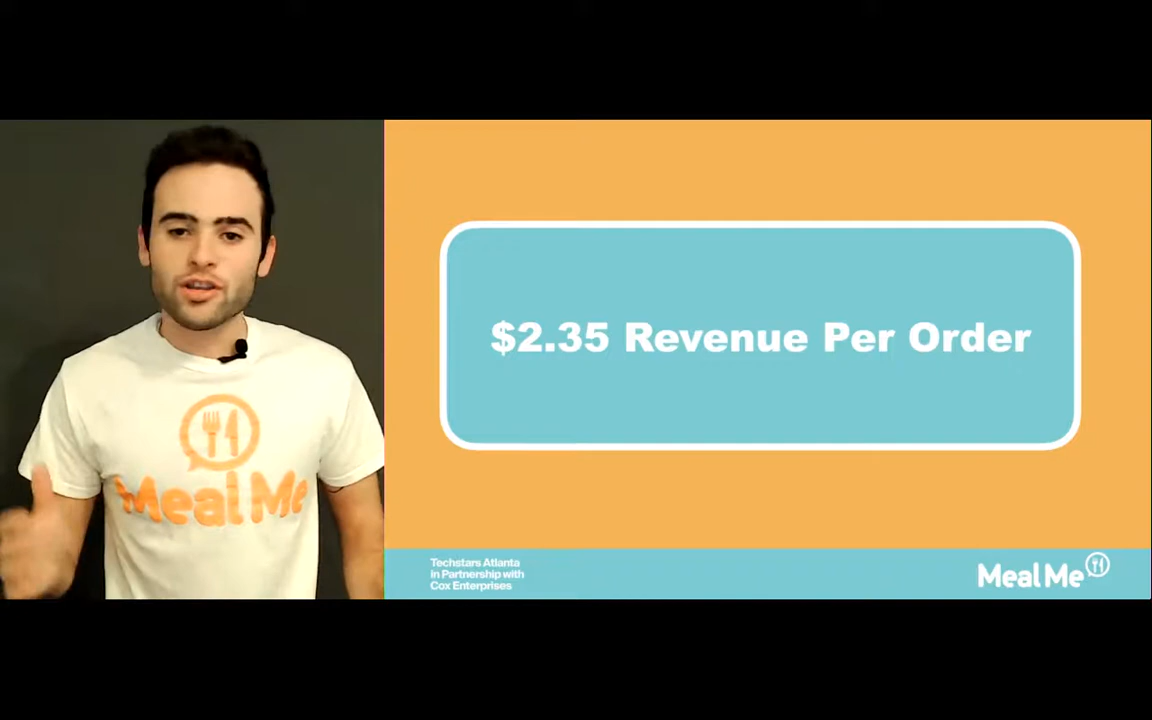 Meal Me
$2.35 Revenue Per Order
Techstars Atlanta
In Partnership with
Cox Enterprises
Meal Me